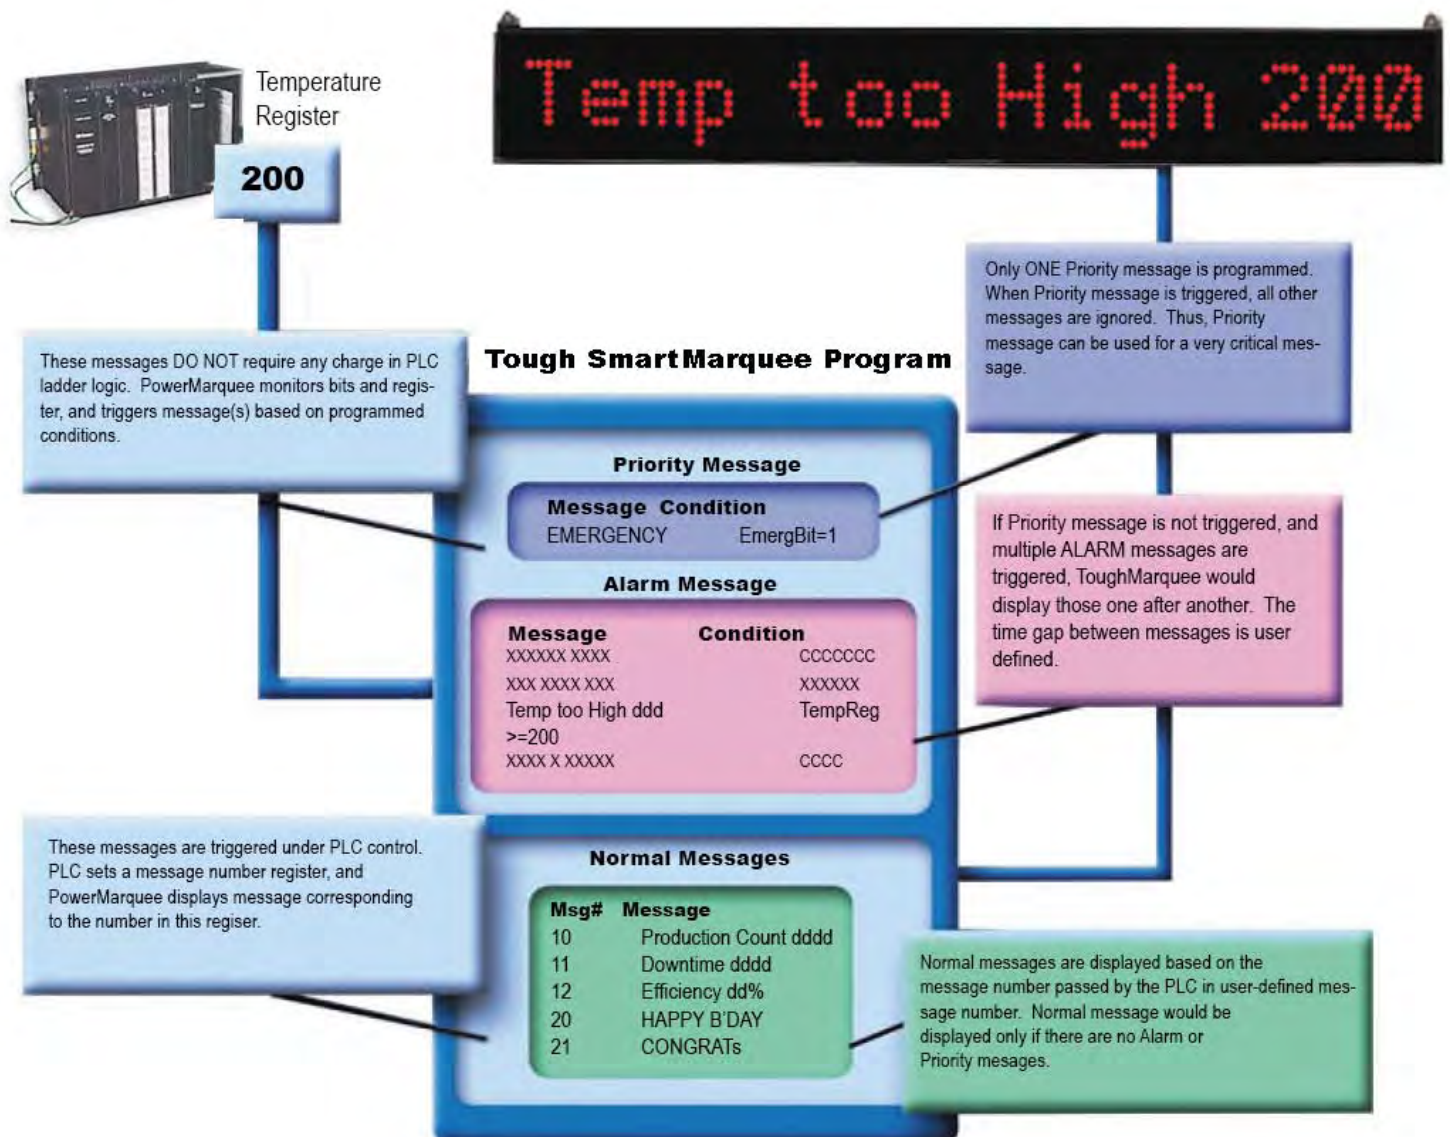 Temperature
Register
200
Temp too High 200
Only ONE Priority message is programmed.
When Priority message is triggered, all other
messages are ignored. Thus, Priority
message can be used for a very critical mes-
sage.
These messages DO NOT require any charge in PLC
ladder logic. PowerMarquee monitors bits and regis-
ter, and triggers message(s) based on programmed
conditions.
Tough SmartMarquee Program
Priority Message
Message Condition
EMERGENCY EmergBit=1
If Priority message is not triggered, and
multiple ALARM messages are
triggered, ToughMarquee would
display those one after another. The
time gap between messages is user
defined.
Alarm Message
Message Condition
XXXXXX XXXX CCCCCCC
XXX XXXX XXX XXXXXX
Temp too High ddd TempReg
>=200
XXXX X XXXXX CCCC
These messages are triggered under PLC control.
PLC sets a message number register, and
PowerMarquee displays message corresponding
to the number in this regiser.
Normal Messages
Msg# Message
10 Production Count dddd
11 Downtime dddd
12 Efficiency dd%
20 HAPPY B'DAY
21 CONGRATs
Normal messages are displayed based on the
message number passed by the PLC in user-defined mes-
sage number. Normal message would be
displayed only if there are no Alarm or
Priority mesages.